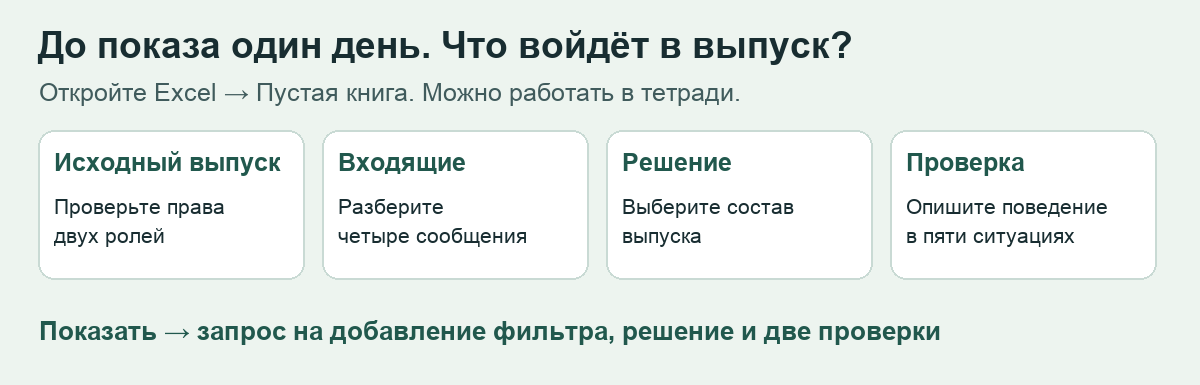 До показа один день. Что войдёт в выпуск?
Откройте Excel → Пустая книга. Можно работать в тетради.
Исходный выпуск
Проверьте права
двух ролей
Входящие
Разберите
четыре сообщения
Решение
Выберите состав
выпуска
Проверка
Опишите поведение
в пяти ситуациях
Показать → запрос на добавление фильтра, решение и две проверки